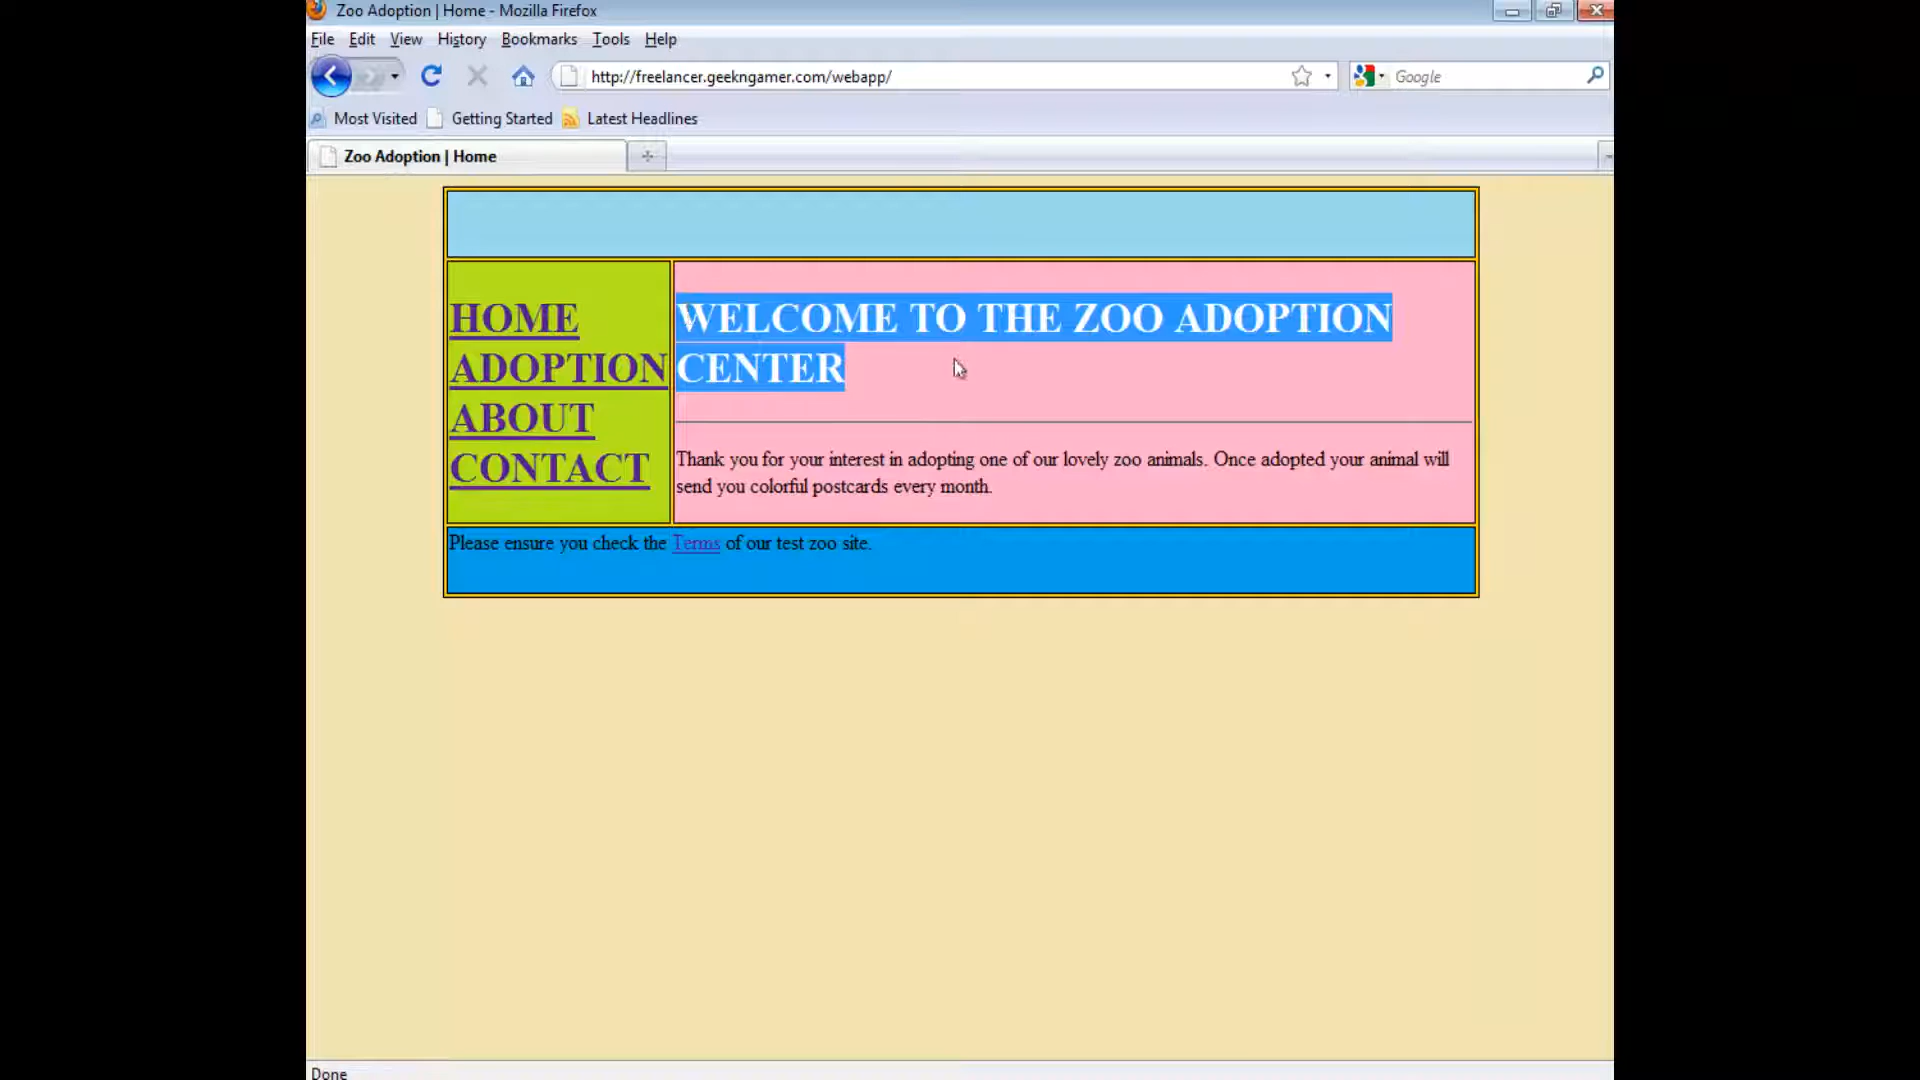 Zoo Adoption | Home - Mozilla Firefox
File Edit View History Bookmarks Tools Help
http://freelancer.geekngamer.com/webapp/ Google
Most Visited Getting Started Latest Headlines
Zoo Adoption | Home
HOME
ADOPTION
ABOUT
CONTACT
WELCOME TO THE ZOO ADOPTION
CENTER
Thank you for your interest in adopting one of our lovely zoo animals. Once adopted your animal will
send you colorful postcards every month.
Please ensure you check the Terms of our test zoo site.
Done